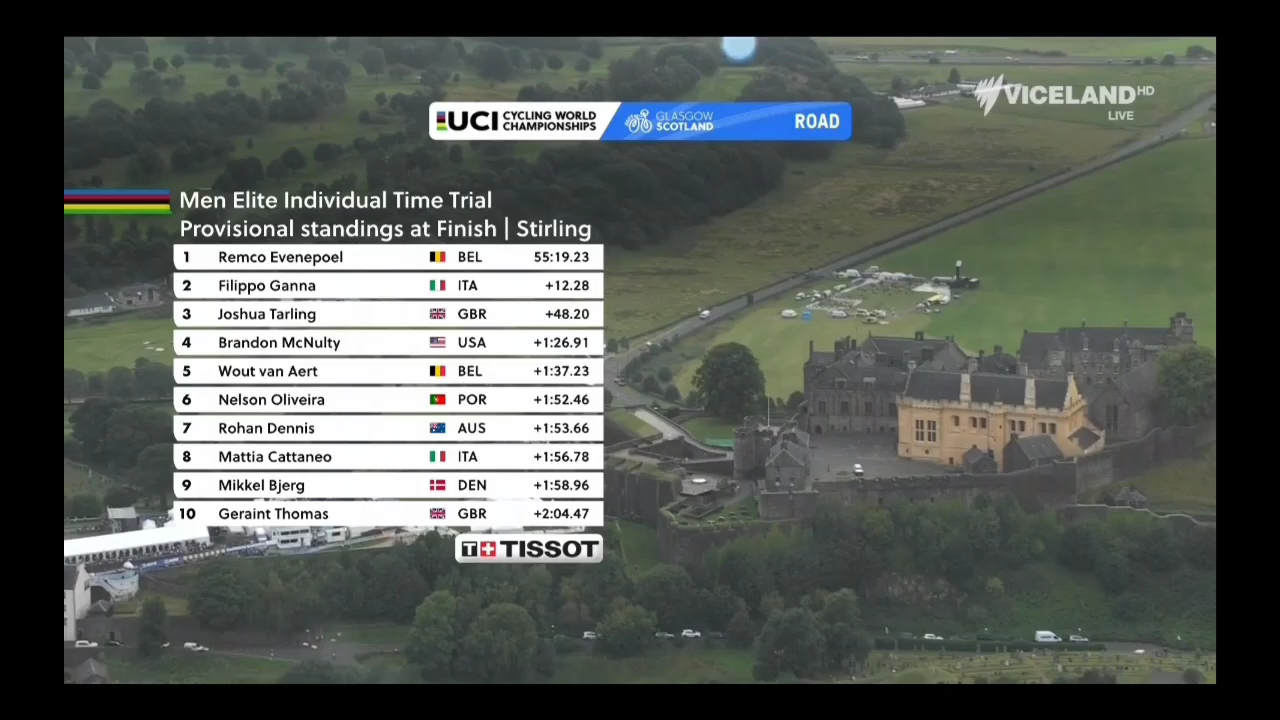 VICELAND HD
LIVE
UCI CYCLING WORLD CHAMPIONSHIPS GLASGOW SCOTLAND ROAD
Men Elite Individual Time Trial
Provisional standings at Finish | Stirling
1 Remco Evenepoel BEL 55:19.23
2 Filippo Ganna ITA +12.28
3 Joshua Tarling GBR +48.20
4 Brandon McNulty USA +1:26.91
5 Wout van Aert BEL +1:37.23
6 Nelson Oliveira POR +1:52.46
7 Rohan Dennis AUS +1:53.66
8 Mattia Cattaneo ITA +1:56.78
9 Mikkel Bjerg DEN +1:58.96
10 Geraint Thomas GBR +2:04.47
T+ TISSOT